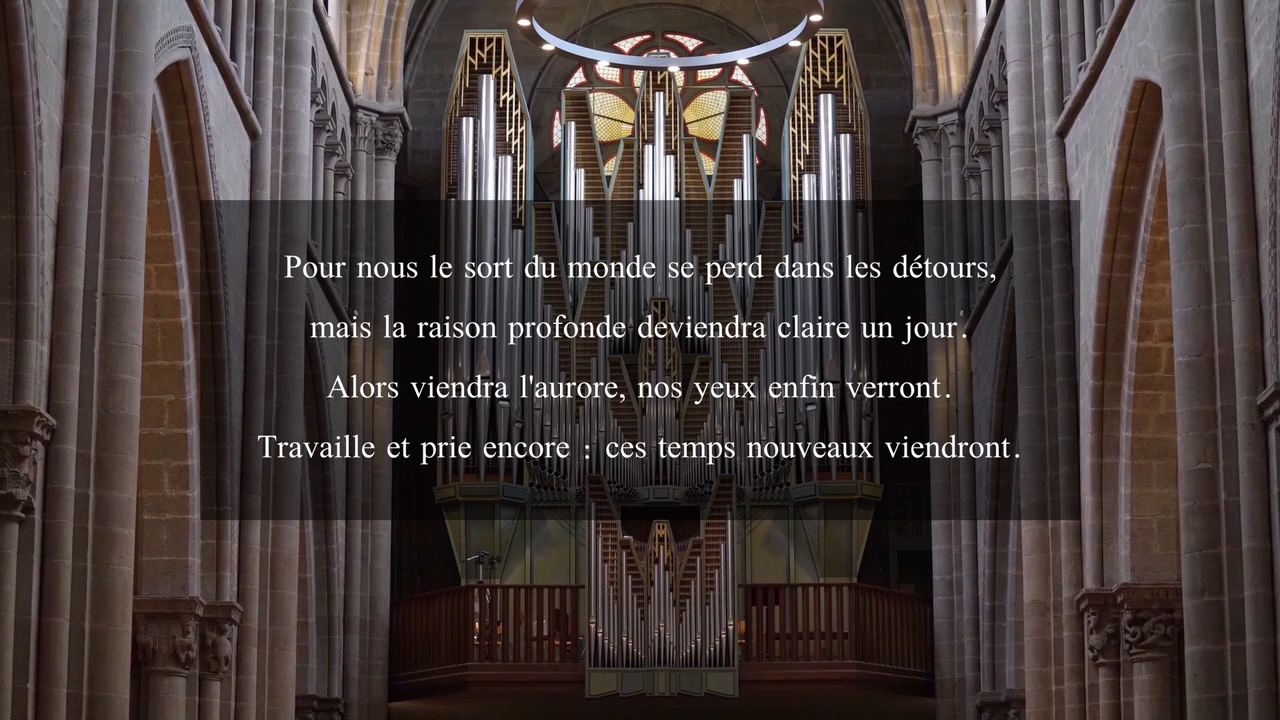 Pour nous le sort du monde se perd dans les détours,
mais la raison profonde deviendra claire un jour.
Alors viendra l'aurore, nos yeux enfin verront.
Travaille et prie encore : ces temps nouveaux viendront.